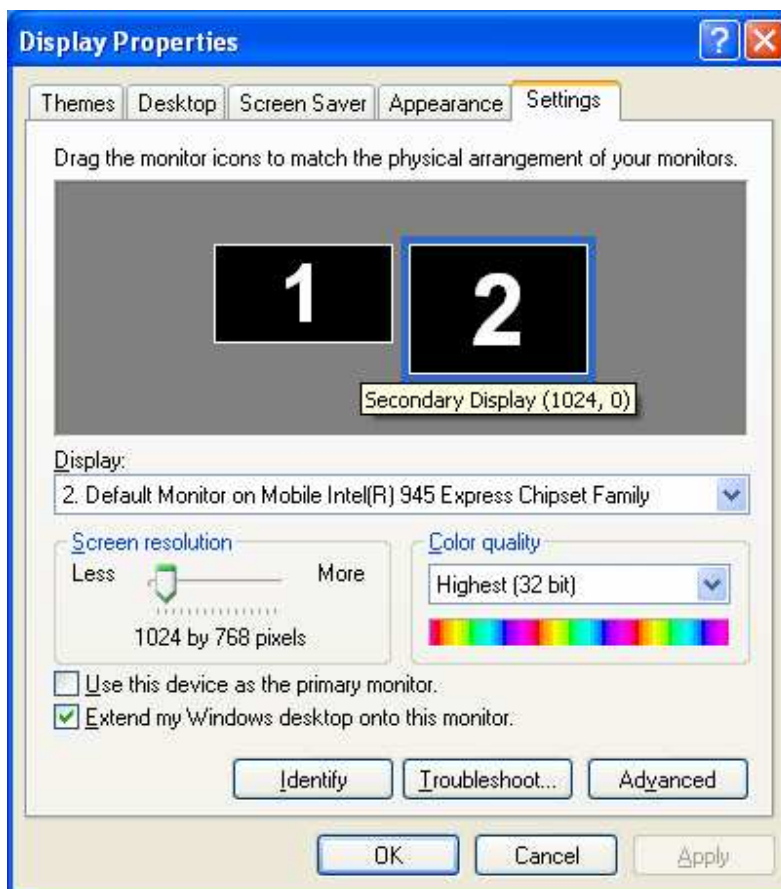 Display Properties
Themes Desktop Screen Saver Appearance Settings
Drag the monitor icons to match the physical arrangement of your monitors.
1 2
Secondary Display (1024, 0)
Display:
2. Default Monitor on Mobile Intel(R) 945 Express Chipset Family
Screen resolution Color quality
Less More Highest (32 bit)
1024 by 768 pixels
Use this device as the primary monitor.
Extend my Windows desktop onto this monitor.
Identify Troubleshoot... Advanced
OK Cancel Apply